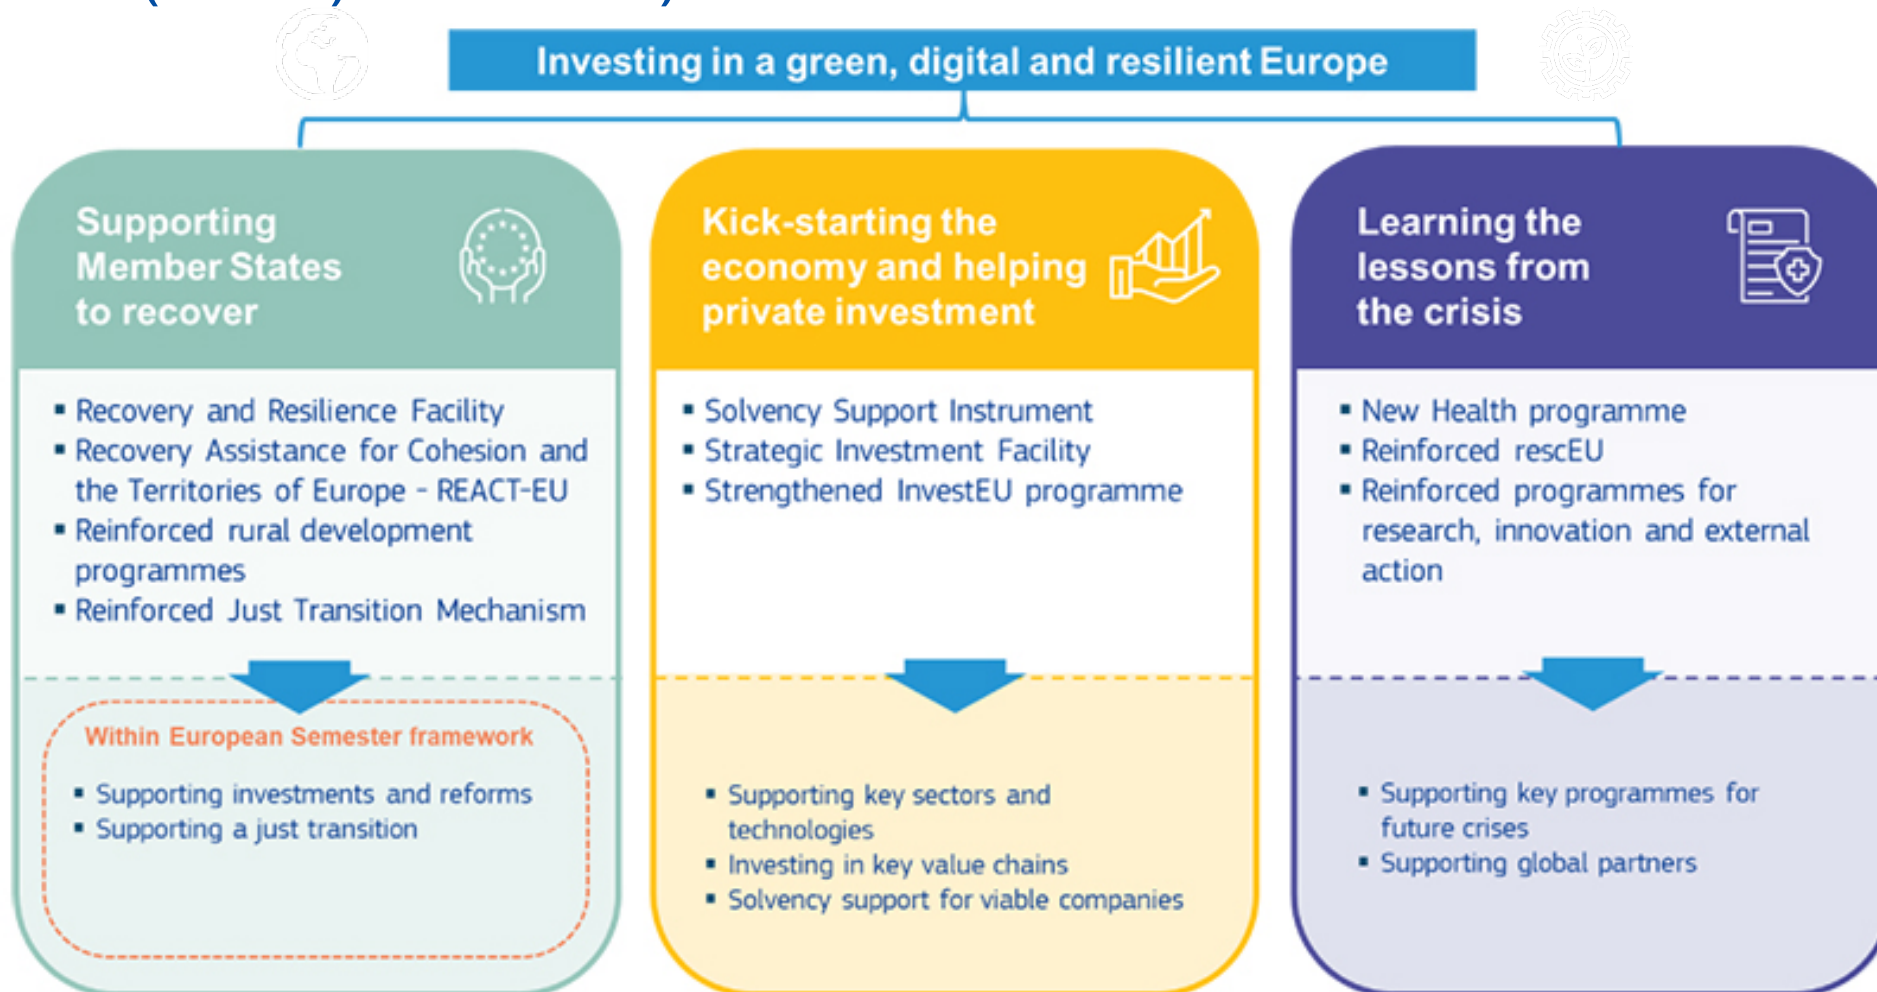 Investing in a green, digital and resilient Europe
Supporting
Member States
to recover
▪ Recovery and Resilience Facility
▪ Recovery Assistance for Cohesion and
the Territories of Europe - REACT-EU
▪ Reinforced rural development
programmes
▪ Reinforced Just Transition Mechanism
Within European Semester framework
▪ Supporting investments and reforms
▪ Supporting a just transition
Kick-starting the
economy and helping
private investment
▪ Solvency Support Instrument
▪ Strategic Investment Facility
▪ Strengthened InvestEU programme
▪ Supporting key sectors and
technologies
▪ Investing in key value chains
▪ Solvency support for viable companies
Learning the
lessons from
the crisis
▪ New Health programme
▪ Reinforced rescEU
▪ Reinforced programmes for
research, innovation and external
action
▪ Supporting key programmes for
future crises
▪ Supporting global partners